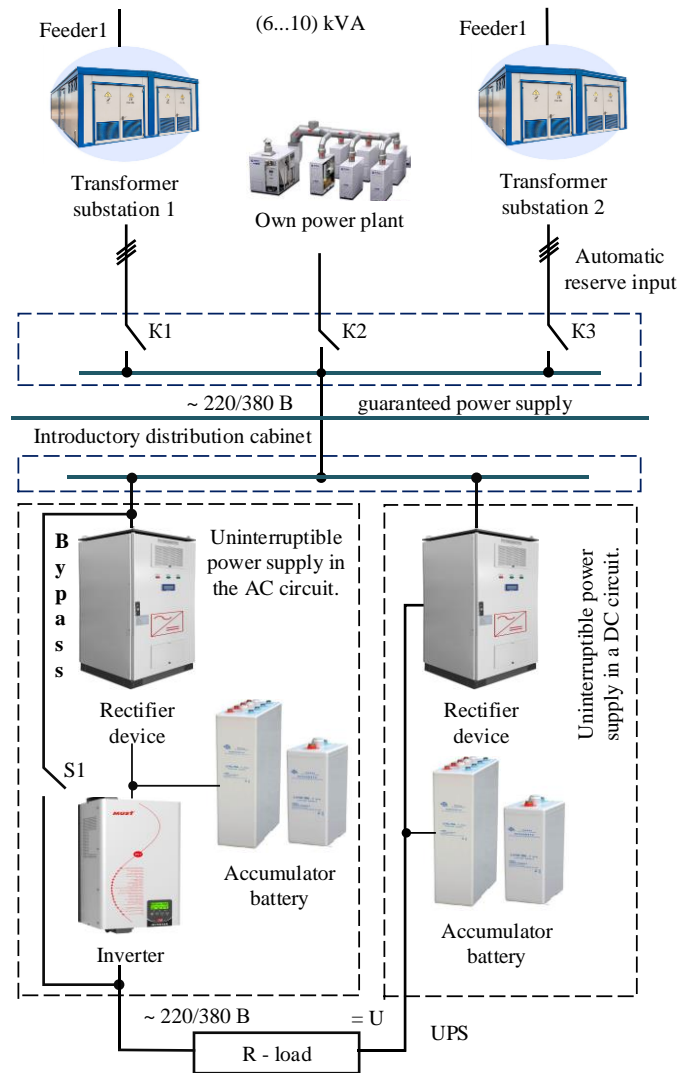 Feeder1
(6...10) kVA
Feeder1
Transformer
substation 1
Own power plant
Transformer
substation 2
Automatic
reserve input
K1
K2
K3
~ 220/380 В
guaranteed power supply
Introductory distribution cabinet
Bypass
Uninterruptible
power supply in
the AC circuit.
Uninterruptible power
supply in a DC circuit.
Rectifier
device
Rectifier
device
S1
MUST
Accumulator
battery
Inverter
Accumulator
battery
~ 220/380 В
= U
UPS
R - load